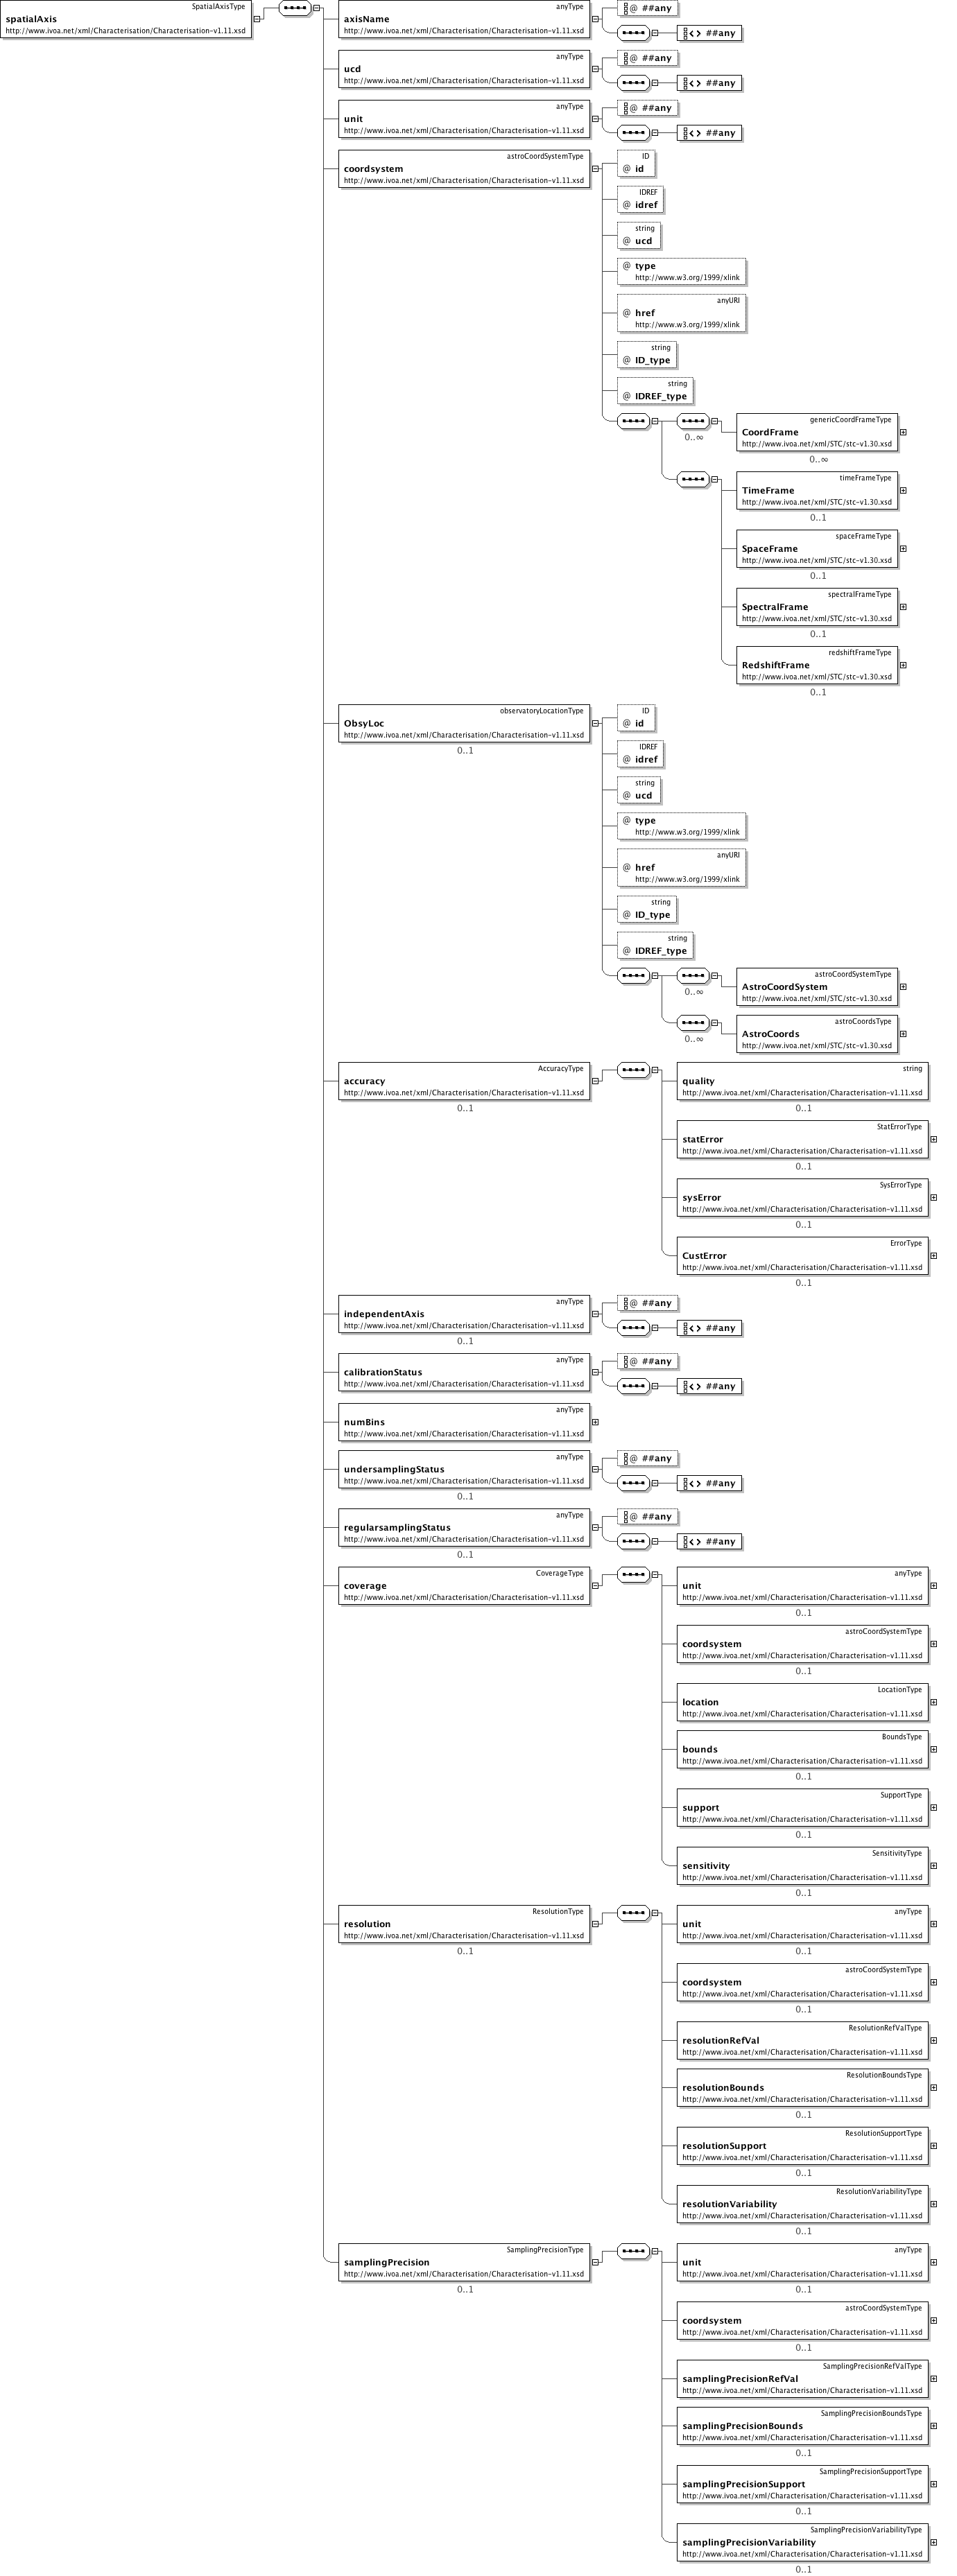 SpatialAxisType
spatialAxis
http://www.ivoa.net/xml/Characterisation/Characterisation-v1.11.xsd
anyType
axisName
http://www.ivoa.net/xml/Characterisation/Characterisation-v1.11.xsd
@ ##any
<> ##any
anyType
ucd
http://www.ivoa.net/xml/Characterisation/Characterisation-v1.11.xsd
@ ##any
<> ##any
anyType
unit
http://www.ivoa.net/xml/Characterisation/Characterisation-v1.11.xsd
@ ##any
<> ##any
astroCoordSystemType
coordsystem
http://www.ivoa.net/xml/Characterisation/Characterisation-v1.11.xsd
ID
@ id
IDREF
@ idref
string
@ ucd
@ type
http://www.w3.org/1999/xlink
anyURI
@ href
http://www.w3.org/1999/xlink
string
@ ID_type
string
@ IDREF_type
0..∞
genericCoordFrameType
CoordFrame
http://www.ivoa.net/xml/STC/stc-v1.30.xsd
0..∞
timeFrameType
TimeFrame
http://www.ivoa.net/xml/STC/stc-v1.30.xsd
0..1
spaceFrameType
SpaceFrame
http://www.ivoa.net/xml/STC/stc-v1.30.xsd
0..1
spectralFrameType
SpectralFrame
http://www.ivoa.net/xml/STC/stc-v1.30.xsd
0..1
redshiftFrameType
RedshiftFrame
http://www.ivoa.net/xml/STC/stc-v1.30.xsd
0..1
observatoryLocationType
ObsyLoc
http://www.ivoa.net/xml/Characterisation/Characterisation-v1.11.xsd
0..1
ID
@ id
IDREF
@ idref
string
@ ucd
@ type
http://www.w3.org/1999/xlink
anyURI
@ href
http://www.w3.org/1999/xlink
string
@ ID_type
string
@ IDREF_type
0..∞
astroCoordSystemType
AstroCoordSystem
http://www.ivoa.net/xml/STC/stc-v1.30.xsd
0..∞
astroCoordsType
AstroCoords
http://www.ivoa.net/xml/STC/stc-v1.30.xsd
AccuracyType
accuracy
http://www.ivoa.net/xml/Characterisation/Characterisation-v1.11.xsd
0..1
string
quality
http://www.ivoa.net/xml/Characterisation/Characterisation-v1.11.xsd
0..1
StatErrorType
statError
http://www.ivoa.net/xml/Characterisation/Characterisation-v1.11.xsd
0..1
SysErrorType
sysError
http://www.ivoa.net/xml/Characterisation/Characterisation-v1.11.xsd
0..1
ErrorType
CustError
http://www.ivoa.net/xml/Characterisation/Characterisation-v1.11.xsd
0..1
anyType
independentAxis
http://www.ivoa.net/xml/Characterisation/Characterisation-v1.11.xsd
0..1
@ ##any
<> ##any
anyType
calibrationStatus
http://www.ivoa.net/xml/Characterisation/Characterisation-v1.11.xsd
@ ##any
<> ##any
anyType
numBins
http://www.ivoa.net/xml/Characterisation/Characterisation-v1.11.xsd
anyType
undersamplingStatus
http://www.ivoa.net/xml/Characterisation/Characterisation-v1.11.xsd
0..1
@ ##any
<> ##any
anyType
regularsamplingStatus
http://www.ivoa.net/xml/Characterisation/Characterisation-v1.11.xsd
0..1
@ ##any
<> ##any
CoverageType
coverage
http://www.ivoa.net/xml/Characterisation/Characterisation-v1.11.xsd
anyType
unit
http://www.ivoa.net/xml/Characterisation/Characterisation-v1.11.xsd
0..1
astroCoordSystemType
coordsystem
http://www.ivoa.net/xml/Characterisation/Characterisation-v1.11.xsd
0..1
LocationType
location
http://www.ivoa.net/xml/Characterisation/Characterisation-v1.11.xsd
BoundsType
bounds
http://www.ivoa.net/xml/Characterisation/Characterisation-v1.11.xsd
0..1
SupportType
support
http://www.ivoa.net/xml/Characterisation/Characterisation-v1.11.xsd
0..1
SensitivityType
sensitivity
http://www.ivoa.net/xml/Characterisation/Characterisation-v1.11.xsd
0..1
ResolutionType
resolution
http://www.ivoa.net/xml/Characterisation/Characterisation-v1.11.xsd
0..1
anyType
unit
http://www.ivoa.net/xml/Characterisation/Characterisation-v1.11.xsd
0..1
astroCoordSystemType
coordsystem
http://www.ivoa.net/xml/Characterisation/Characterisation-v1.11.xsd
0..1
ResolutionRefValType
resolutionRefVal
http://www.ivoa.net/xml/Characterisation/Characterisation-v1.11.xsd
ResolutionBoundsType
resolutionBounds
http://www.ivoa.net/xml/Characterisation/Characterisation-v1.11.xsd
0..1
ResolutionSupportType
resolutionSupport
http://www.ivoa.net/xml/Characterisation/Characterisation-v1.11.xsd
0..1
ResolutionVariabilityType
resolutionVariability
http://www.ivoa.net/xml/Characterisation/Characterisation-v1.11.xsd
0..1
SamplingPrecisionType
samplingPrecision
http://www.ivoa.net/xml/Characterisation/Characterisation-v1.11.xsd
0..1
anyType
unit
http://www.ivoa.net/xml/Characterisation/Characterisation-v1.11.xsd
0..1
astroCoordSystemType
coordsystem
http://www.ivoa.net/xml/Characterisation/Characterisation-v1.11.xsd
0..1
SamplingPrecisionRefValType
samplingPrecisionRefVal
http://www.ivoa.net/xml/Characterisation/Characterisation-v1.11.xsd
SamplingPrecisionBoundsType
samplingPrecisionBounds
http://www.ivoa.net/xml/Characterisation/Characterisation-v1.11.xsd
0..1
SamplingPrecisionSupportType
samplingPrecisionSupport
http://www.ivoa.net/xml/Characterisation/Characterisation-v1.11.xsd
0..1
SamplingPrecisionVariabilityType
samplingPrecisionVariability
http://www.ivoa.net/xml/Characterisation/Characterisation-v1.11.xsd
0..1